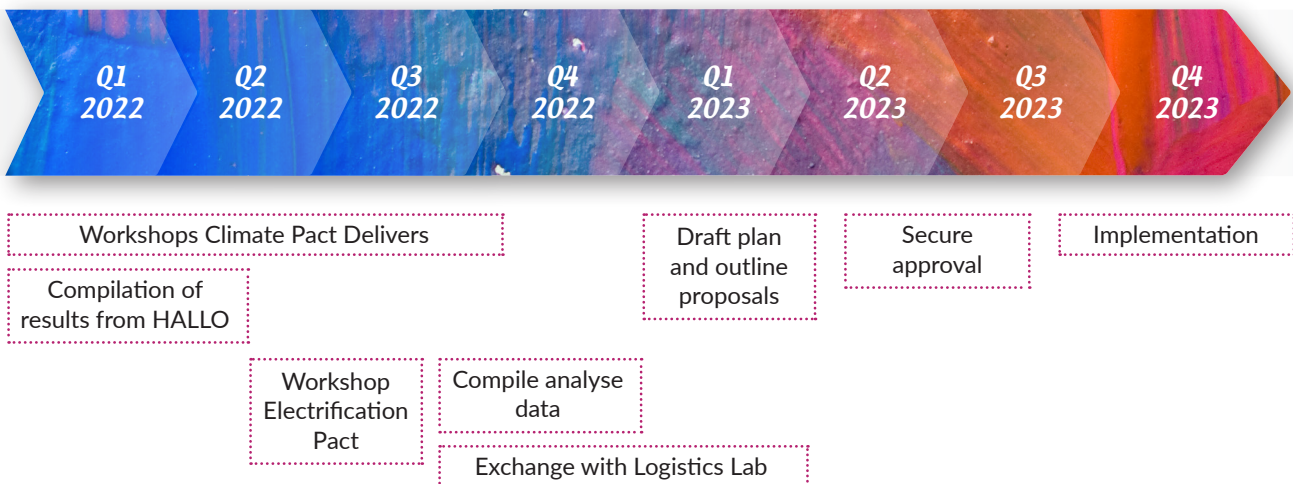 Q1
2022
Q2
2022
Q3
2022
Q4
2022
Q1
2023
Q2
2023
Q3
2023
Q4
2023
Workshops Climate Pact Delivers
Compilation of
results from HALLO
Workshop
Electrification
Pact
Compile analyse
data
Exchange with Logistics Lab
Draft plan
and outline
proposals
Secure
approval
Implementation